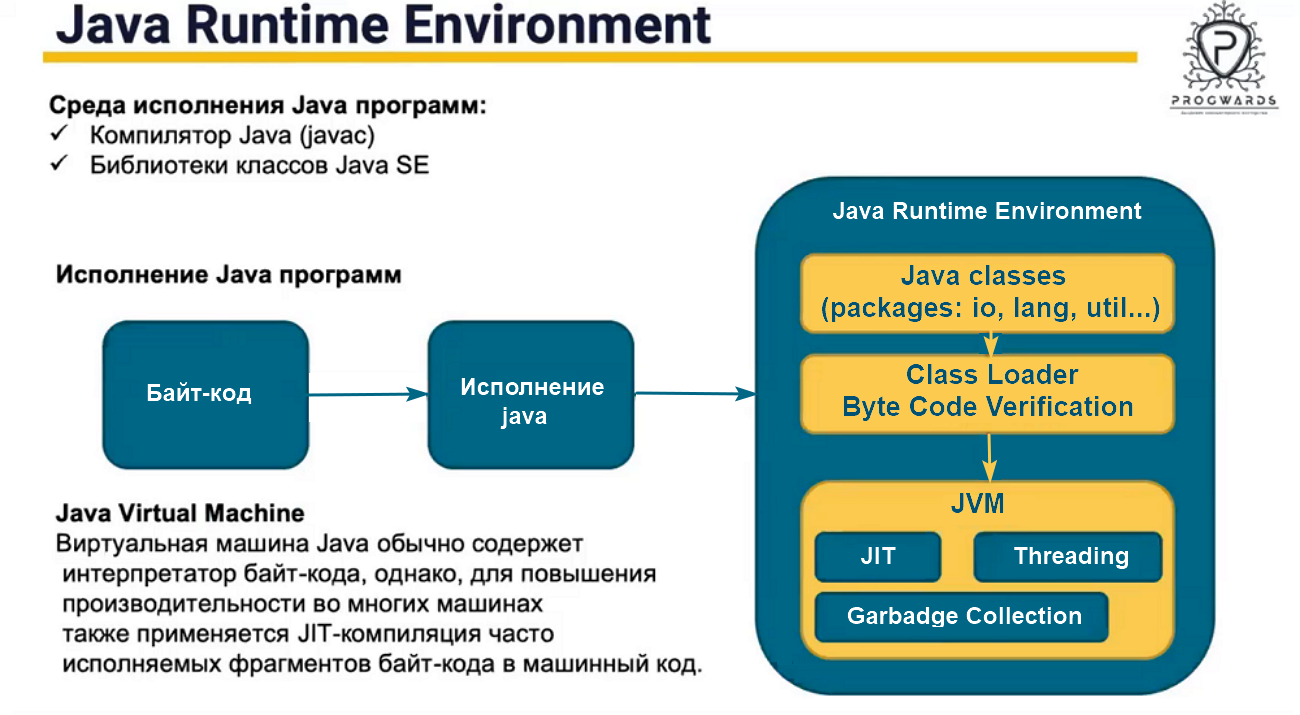 Java Runtime Environment
PROGWARDS
Среда исполнения Java программ:
✓ Компилятор Java (javac)
✓ Библиотеки классов Java SE
Исполнение Java программ
Байт-код
Исполнение
java
Java Runtime Environment
Java classes
(packages: io, lang, util...)
Class Loader
Byte Code Verification
JVM
JIT
Threading
Garbadge Collection
Java Virtual Machine
Виртуальная машина Java обычно содержет
интерпретатор байт-кода, однако, для повышения
производительности во многих машинах
также применяется JIT-компиляция часто
исполняемых фрагментов байт-кода в машинный код.